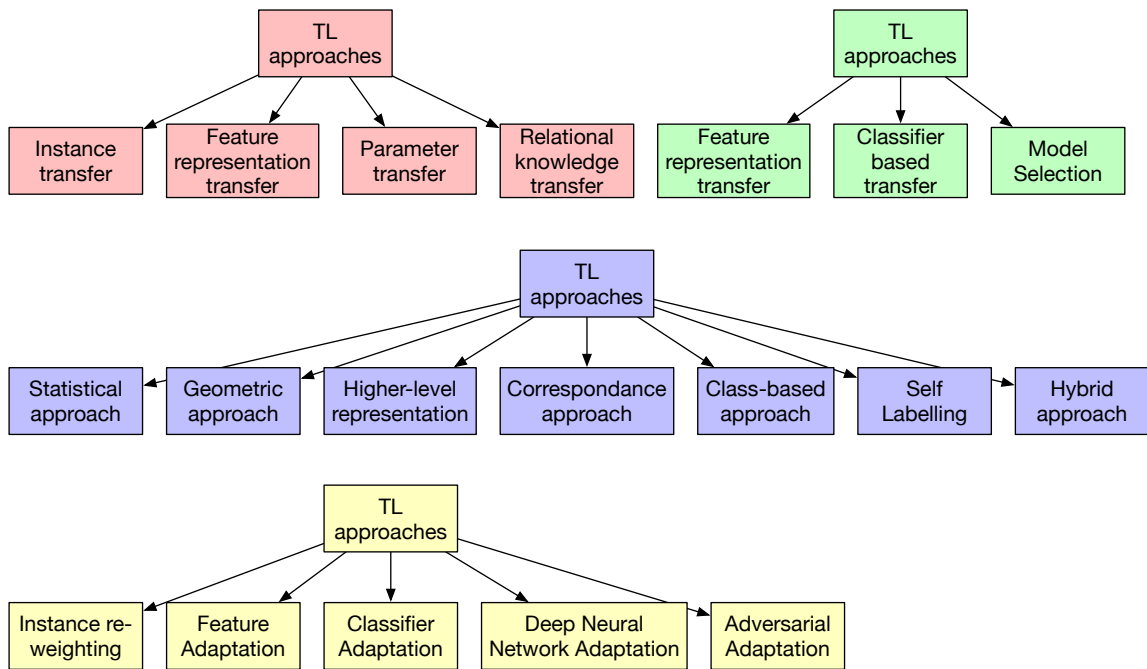 TL
approaches
TL
approaches
Instance
transfer
Feature
representation
transfer
Parameter
transfer
Relational
knowledge
transfer
Feature
representation
transfer
Classifier
based
transfer
Model
Selection
TL
approaches
Statistical
approach
Geometric
approach
Higher-level
representation
Correspondance
approach
Class-based
approach
Self
Labelling
Hybrid
approach
TL
approaches
Instance re-
weighting
Feature
Adaptation
Classifier
Adaptation
Deep Neural
Network Adaptation
Adversarial
Adaptation